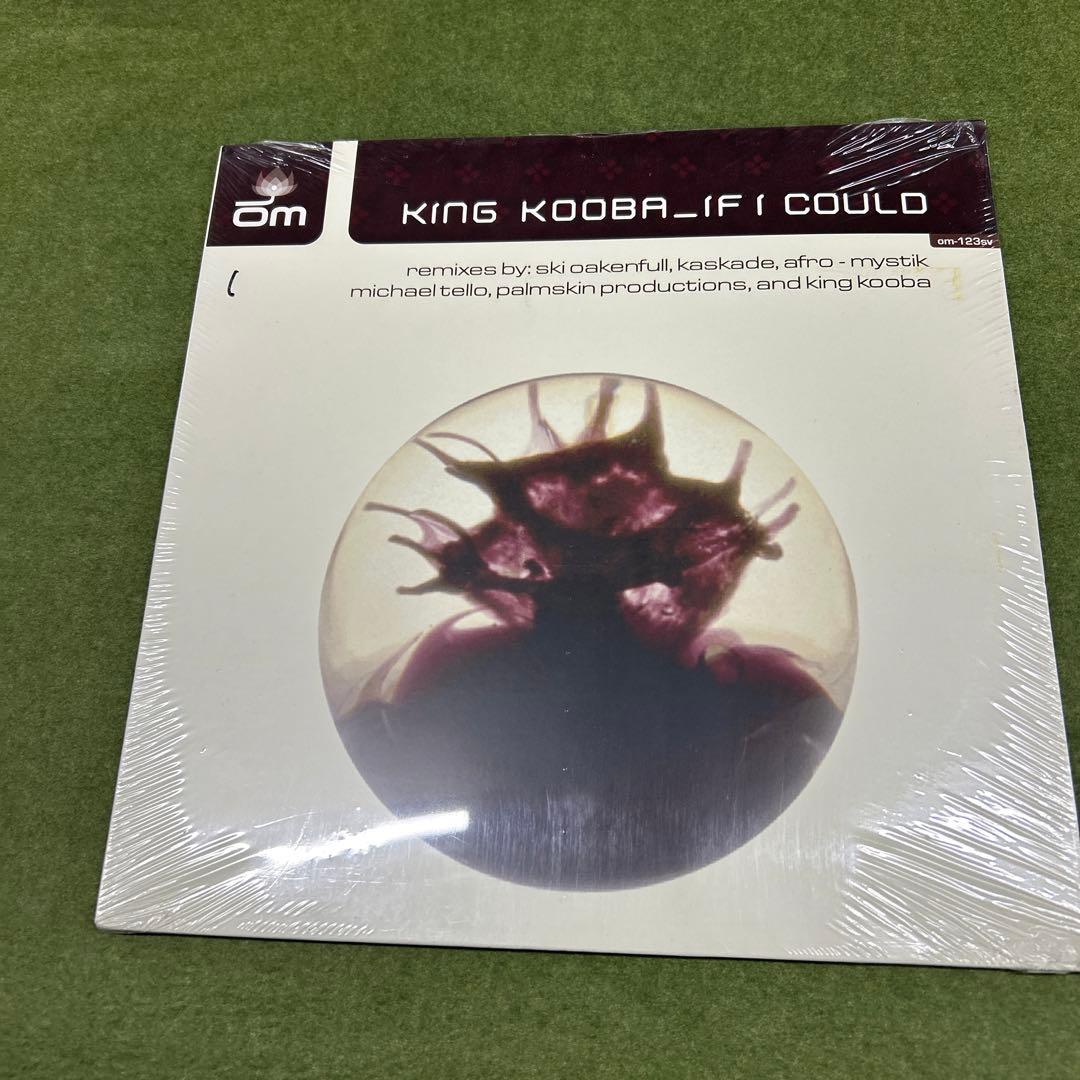 ōm
KING KOOBA_IF I COULD
om-123sv
remixes by: ski oakenfull, kaskade, afro - mystik
michael tello, palmskin productions, and king kooba